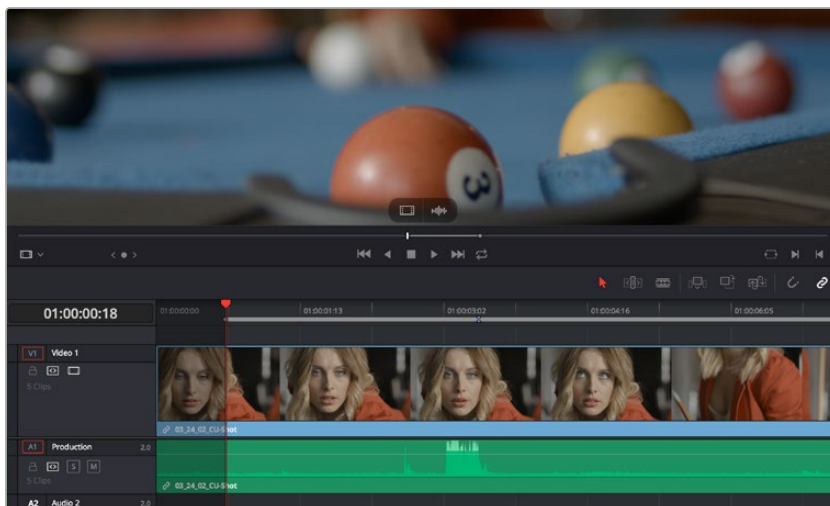 3
01:00:00:18
01:00:00:00
01:00:01:13
01:00:03:02
01:00:04:16
01:00:06:05
V1 Video 1
5 Clips
03_24_02_CU-Shot
A1 Production 2.0
S M
5 Clips
03_24_02_CU-Shot
A2 Audio 2 2.0